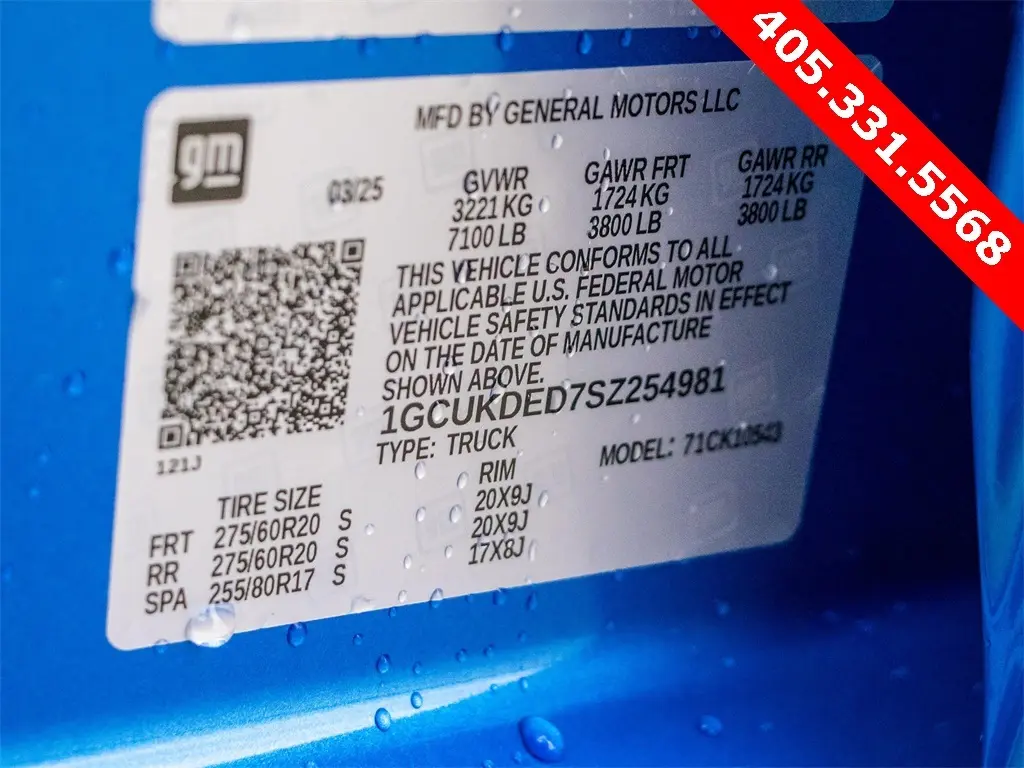 405.331.5568
MFD BY GENERAL MOTORS LLC
gm
03/25
GVWR GAWR FRT GAWR RR
3221 KG 1724 KG 1724 KG
7100 LB 3800 LB 3800 LB
THIS VEHICLE CONFORMS TO ALL
APPLICABLE U.S. FEDERAL MOTOR
VEHICLE SAFETY STANDARDS IN EFFECT
ON THE DATE OF MANUFACTURE
SHOWN ABOVE.
1GCUKDED7SZ254981
TYPE: TRUCK MODEL: 71CK10543
121J
TIRE SIZE RIM
FRT 275/60R20 S 20X9J
RR 275/60R20 S 20X9J
SPA 255/80R17 S 17X8J